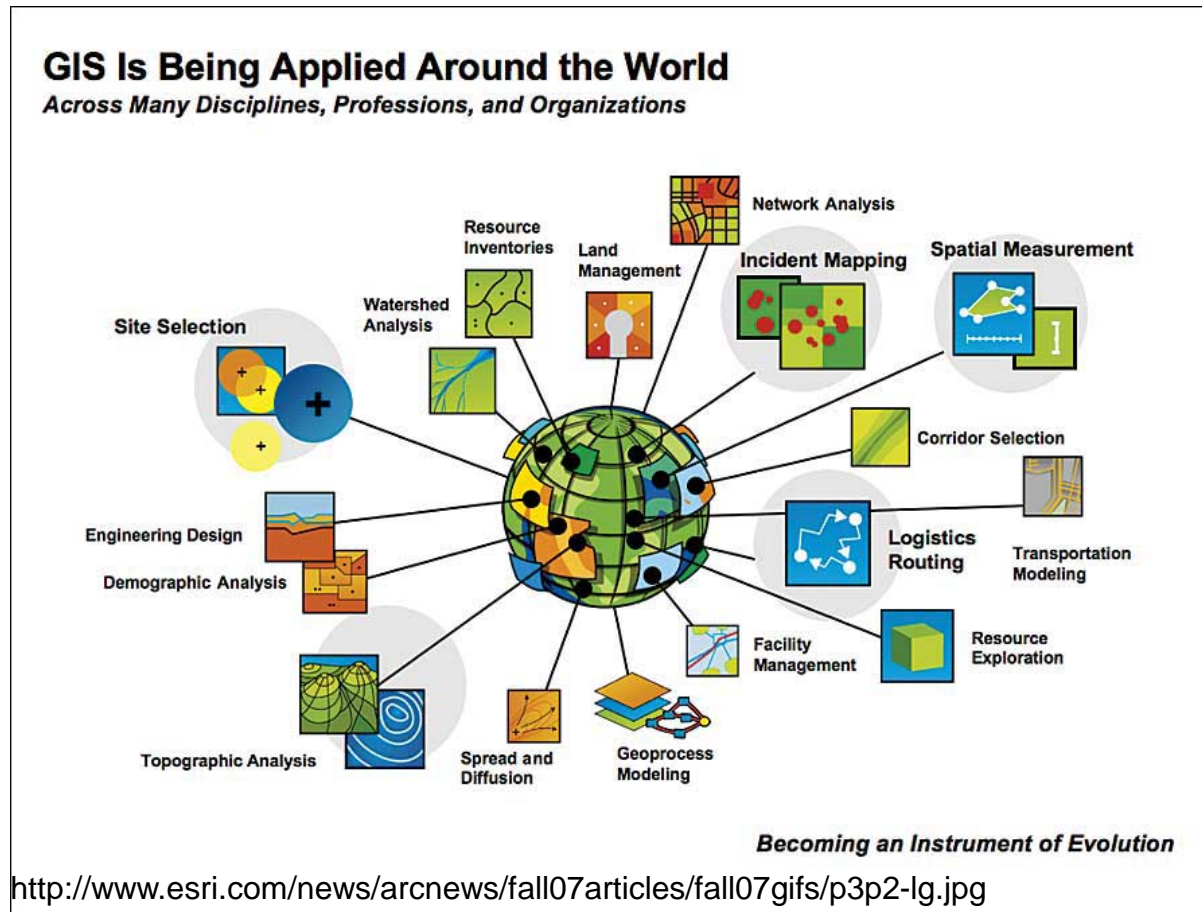 GIS Is Being Applied Around the World
Across Many Disciplines, Professions, and Organizations
Network Analysis
Resource
Inventories
Land
Management
Incident Mapping
Spatial Measurement
Watershed
Analysis
Site Selection
Corridor Selection
Engineering Design
Demographic Analysis
Logistics
Routing
Transportation
Modeling
Facility
Management
Resource
Exploration
Topographic Analysis
Spread and
Diffusion
Geoprocess
Modeling
Becoming an Instrument of Evolution
http://www.esri.com/news/arcnews/fall07articles/fall07gifs/p3p2-lg.jpg